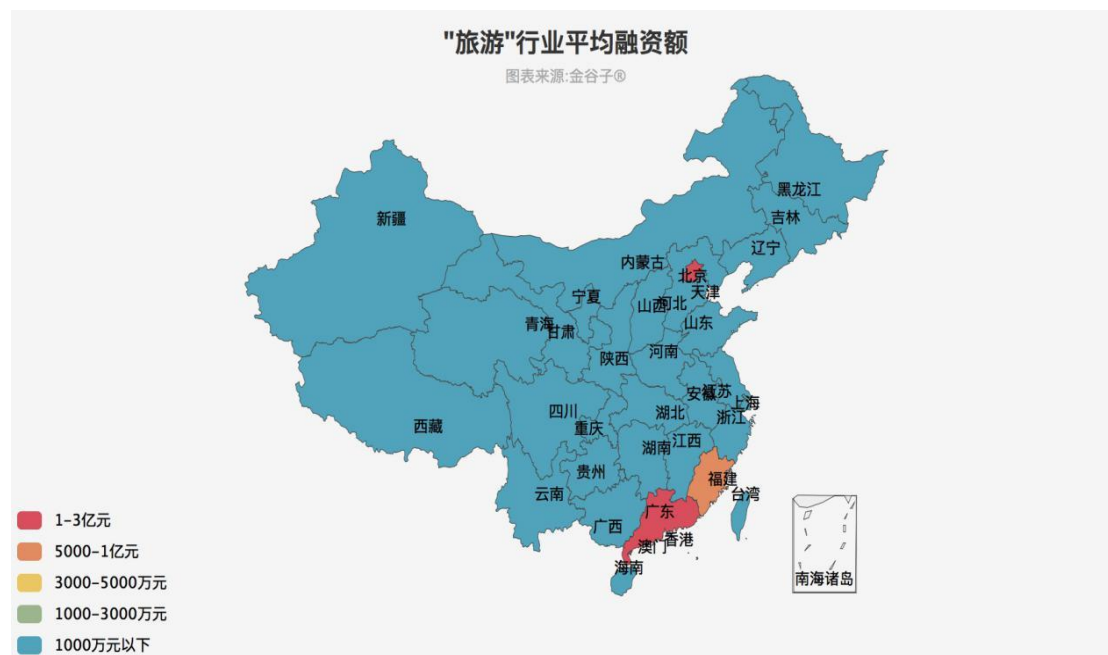 "旅游"行业平均融资额
图表来源:金谷子®
黑龙江
吉林
新疆
辽宁
内蒙古
北京
天津
宁夏
山西
河北
山东
青海
甘肃
河南
陕西
安徽
江苏
上海
四川
湖北
浙江
西藏
重庆
江西
湖南
贵州
福建
云南
台湾
广东
广西
香港
澳门
海南
南海诸岛
1-3亿元
5000-1亿元
3000-5000万元
1000-3000万元
1000万元以下